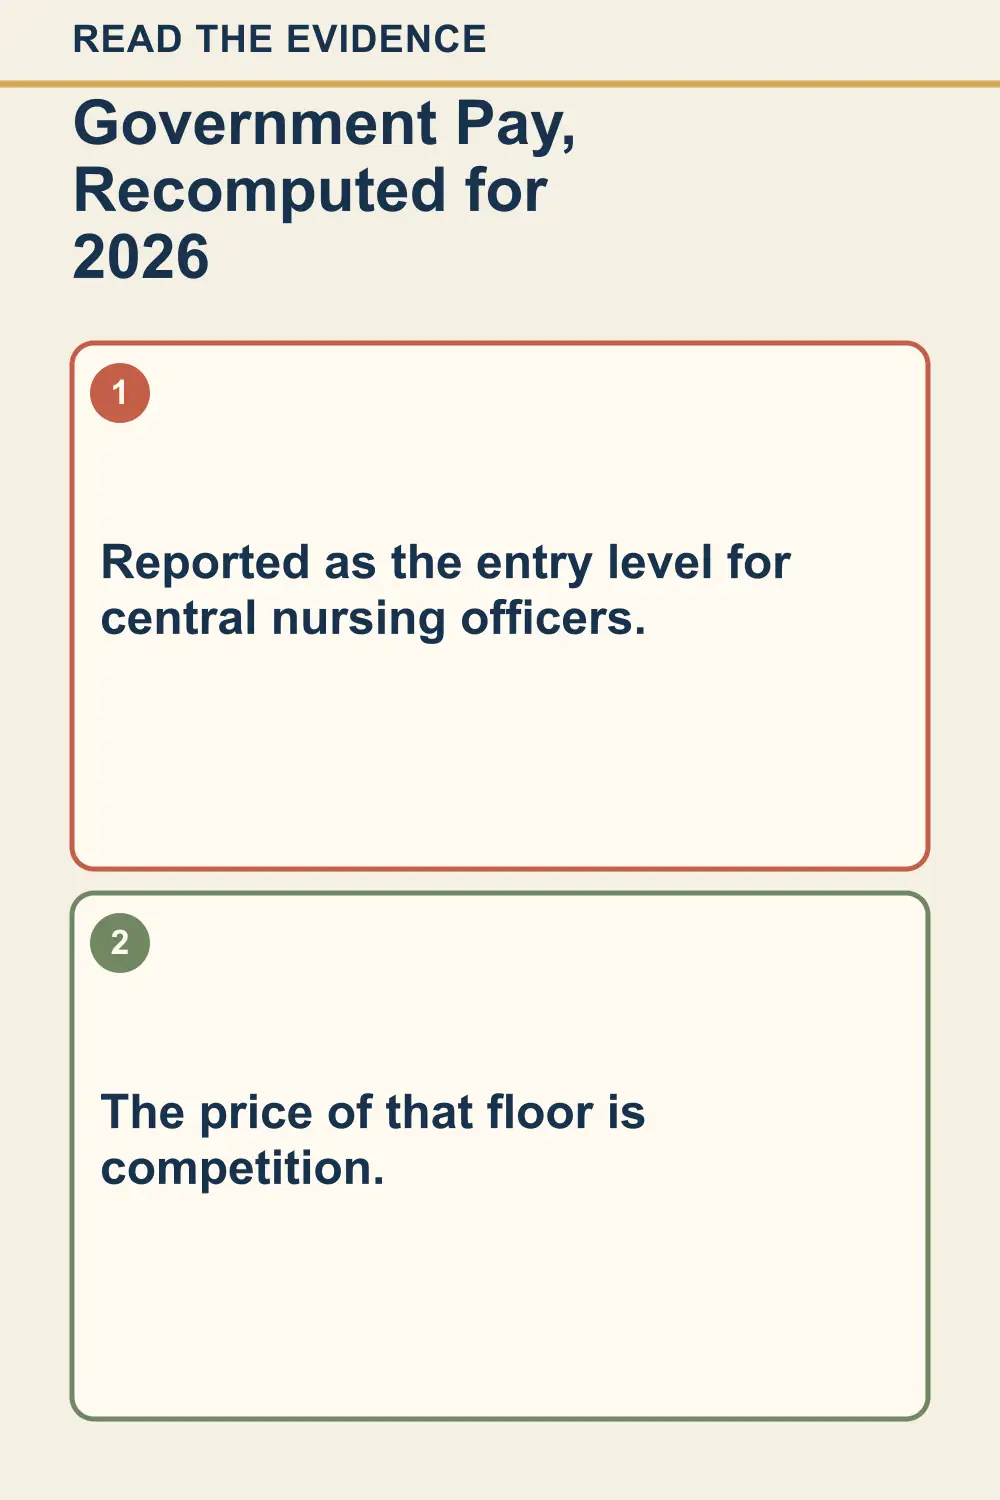 READ THE EVIDENCE
Government Pay,
Recomputed for
2026
1
Reported as the entry level for
central nursing officers.
2
The price of that floor is
competition.